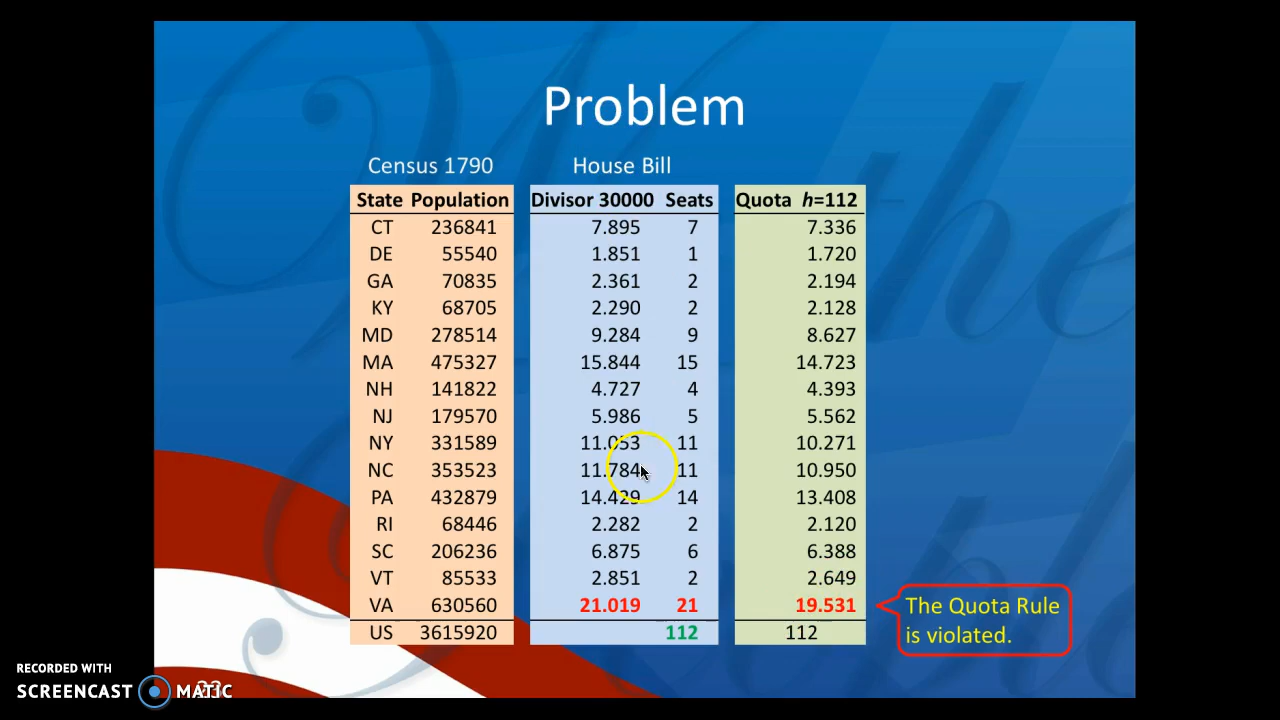 Problem
Census 1790 House Bill
State Population Divisor 30000 Seats Quota h=112
CT 236841 7.895 7 7.336
DE 55540 1.851 1 1.720
GA 70835 2.361 2 2.194
KY 68705 2.290 2 2.128
MD 278514 9.284 9 8.627
MA 475327 15.844 15 14.723
NH 141822 4.727 4 4.393
NJ 179570 5.986 5 5.562
NY 331589 11.053 11 10.271
NC 353523 11.784 11 10.950
PA 432879 14.429 14 13.408
RI 68446 2.282 2 2.120
SC 206236 6.875 6 6.388
VT 85533 2.851 2 2.649
VA 630560 21.019 21 19.531
The Quota Rule
is violated.
US 3615920 112 112
RECORDED WITH
SCREENCAST MATIC